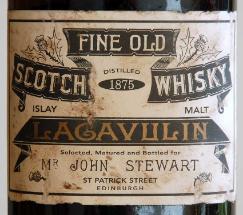 FINE OLD
SCOTCH DISTILLED WHISKY
1875
ISLAY MALT
LAGAVULIN
Selected, Matured and Bottled for
MR JOHN STEWART
ST PATRICK STREET
EDINBURGH